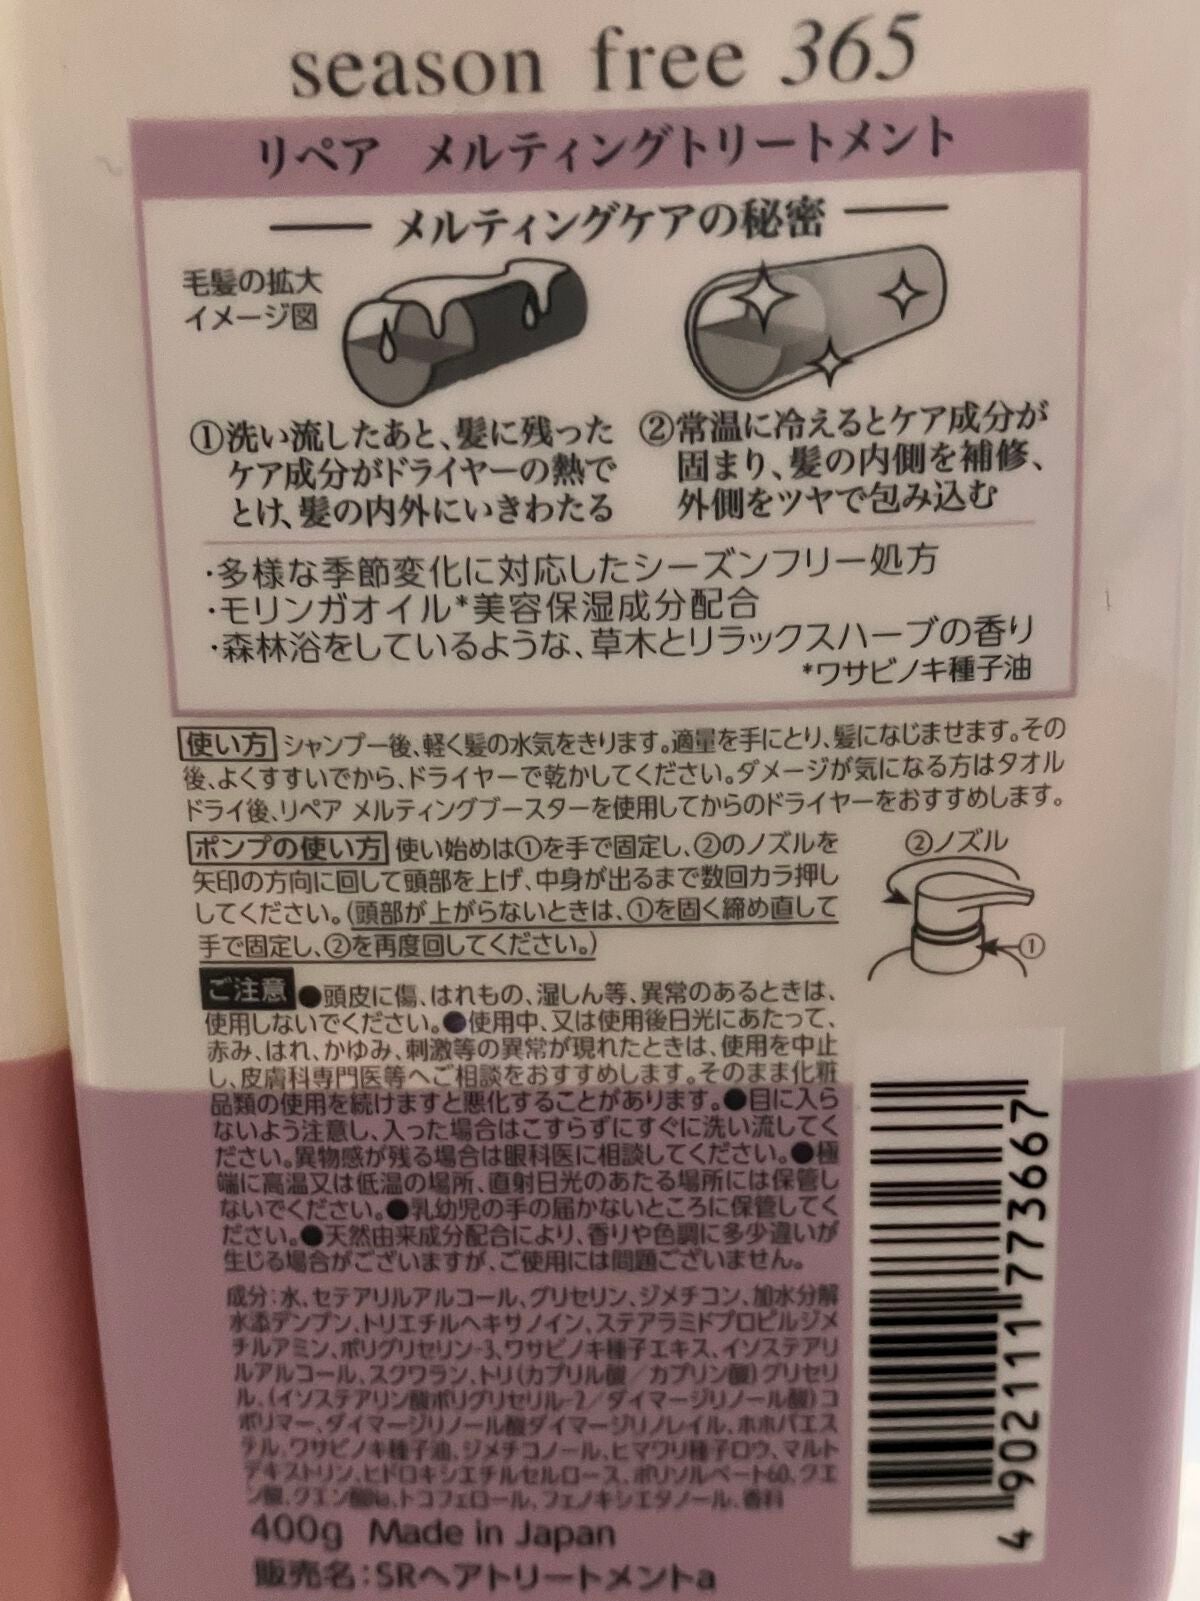 season free 365
リペア メルティングトリートメント
メルティングケアの秘密
毛髪の拡大
イメージ図
①洗い流したあと、髪に残った
ケア成分がドライヤーの熱で
とけ、髪の内外にいきわたる
②常温に冷えるとケア成分が
固まり、髪の内側を補修、
外側をツヤで包み込む
・多様な季節変化に対応したシーズンフリー処方
・モリンガオイル*美容保湿成分配合
・森林浴をしているような、草木とリラックスハーブの香り
*ワサビノキ種子油
使い方 シャンプー後、軽く髪の水気をきります。適量を手にとり、髪になじませます。その
後、よくすすいでから、ドライヤーで乾かしてください。ダメージが気になる方はタオル
ドライ後、リペア メルティングブースターを使用してからのドライヤーをおすすめします。
ポンプの使い方 使い始めは①を手で固定し、②のノズルを
矢印の方向に回して頭部を上げ、中身が出るまで数回カラ押し
してください。(頭部が上がらないときは、①を固く締め直して
手で固定し、②を再度回してください。)
②ノズル
①
ご注意 ●頭皮に傷、はれもの、湿しん等、異常のあるときは、
使用しないでください。●使用中、又は使用後日光にあたって、
赤み、はれ、かゆみ、刺激等の異常が現れたときは、使用を中止
し、皮膚科専門医等へご相談をおすすめします。そのまま化粧
品類の使用を続けますと悪化することがあります。●目に入ら
ないよう注意し、入った場合はこすらずにすぐに洗い流してく
ださい。異物感が残る場合は眼科医に相談してください。●極
端に高温又は低温の場所、直射日光のあたる場所には保管し
ないでください。●乳幼児の手の届かないところに保管してく
ださい。●天然由来成分配合により、香りや色調に多少違いが
生じる場合がございますが、ご使用には問題ございません。
成分:水、セテアリルアルコール、グリセリン、ジメチコン、加水分解
水添デンプン、トリエチルヘキサノイン、ステアラミドプロピルジメ
チルアミン、ポリグリセリン-3、ワサビノキ種子エキス、イソステアリ
ルアルコール、スクワラン、トリ(カプリル酸/カプリン酸)グリセリ
ル、(イソステアリン酸ポリグリセリル-2/ダイマージリノール酸)コ
ポリマー、ダイマージリノール酸ダイマージリノレイル、ホホバエス
テル、ワサビノキ種子油、ジメチコノール、ヒマワリ種子ロウ、マルト
デキストリン、ヒドロキシエチルセルロース、ポリソルベート60、クエ
ン酸、クエン酸Na、トコフェロール、フェノキシエタノール、香料
400g Made in Japan
販売名:SRヘアトリートメントa
4 902111 773667